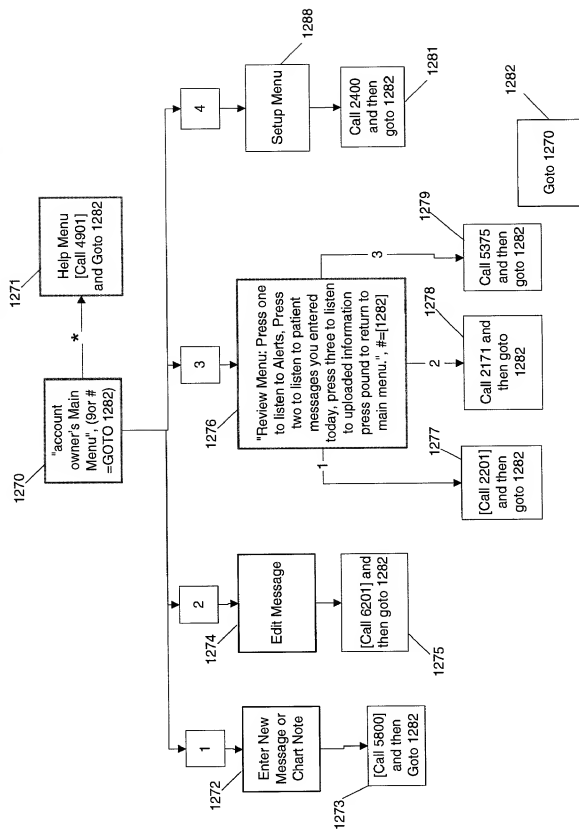 1270
"account
owner's Main
Menu", (9or #
=GOTO 1282)
*
1271
Help Menu
[Call 4901]
and Goto 1282
1
2
3
4
1272
Enter New
Message or
Chart Note
1273
[Call 5800]
and then
Goto 1282
1274
Edit Message
1275
[Call 6201] and
then goto 1282
1276
"Review Menu; Press one
to listen to Alerts, Press
two to listen to patient
messages you entered
today, press three to listen
to uploaded information
press pound to return to
main menu.", #=[1282]
1
2
3
1277
[Call 2201]
and then
goto 1282
1278
Call 2171 and
then goto
1282
1279
Call 5375 and
then goto
goto 1282
1288
Setup Menu
1281
Call 2400
and then
goto 1282
1282
Goto 1270